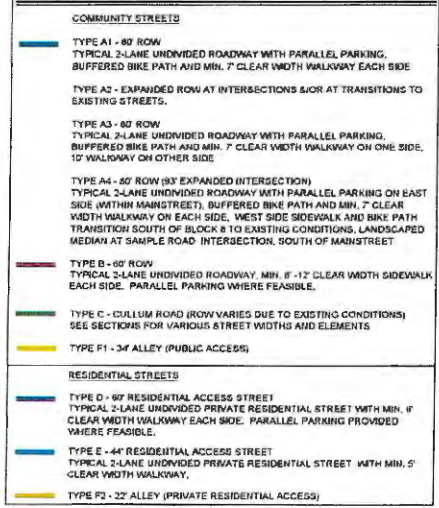 COMMUNITY STREETS
TYPE A1 - 80' ROW
TYPICAL 2-LANE UNDIVIDED ROADWAY WITH PARALLEL PARKING,
BUFFERED BIKE PATH AND MIN. 7' CLEAR WIDTH WALKWAY EACH SIDE
TYPE A2 - EXPANDED ROW AT INTERSECTIONS &/OR AT TRANSITIONS TO
EXISTING STREETS.
TYPE A3 - 80' ROW
TYPICAL 2-LANE UNDIVIDED ROADWAY WITH PARALLEL PARKING,
BUFFERED BIKE PATH AND MIN. 7' CLEAR WIDTH WALKWAY ON ONE SIDE,
10' WALKWAY ON OTHER SIDE
TYPE A4 - 80' ROW (93' EXPANDED INTERSECTION)
TYPICAL 2-LANE UNDIVIDED ROADWAY WITH PARALLEL PARKING ON EAST
SIDE (WITHIN MAINSTREET), BUFFERED BIKE PATH AND MIN. 7' CLEAR
WIDTH WALKWAY ON EACH SIDE, WEST SIDE SIDEWALK AND BIKE PATH
TRANSITION SOUTH OF BLOCK 8 TO EXISTING CONDITIONS, LANDSCAPED
MEDIAN AT SAMPLE ROAD INTERSECTION, SOUTH OF MAINSTREET
TYPE B - 60' ROW
TYPICAL 2-LANE UNDIVIDED ROADWAY, MIN. 8' -12' CLEAR WIDTH SIDEWALK
EACH SIDE. PARALLEL PARKING WHERE FEASIBLE.
TYPE C - CULLUM ROAD (ROW VARIES DUE TO EXISTING CONDITIONS)
SEE SECTIONS FOR VARIOUS STREET WIDTHS AND ELEMENTS
TYPE F1 - 34' ALLEY (PUBLIC ACCESS)
RESIDENTIAL STREETS
TYPE D - 60' RESIDENTIAL ACCESS STREET
TYPICAL 2-LANE UNDIVIDED PRIVATE RESIDENTIAL STREET WITH MIN.
CLEAR WIDTH WALKWAY EACH SIDE. PARALLEL PARKING PROVIDED
WHERE FEASIBLE.
TYPE E - 44' RESIDENTIAL ACCESS STREET
TYPICAL 2-LANE UNDIVIDED PRIVATE RESIDENTIAL STREET WITH MIN. 5'
CLEAR WIDTH WALKWAY.
TYPE F2 - 22' ALLEY (PRIVATE RESIDENTIAL ACCESS)